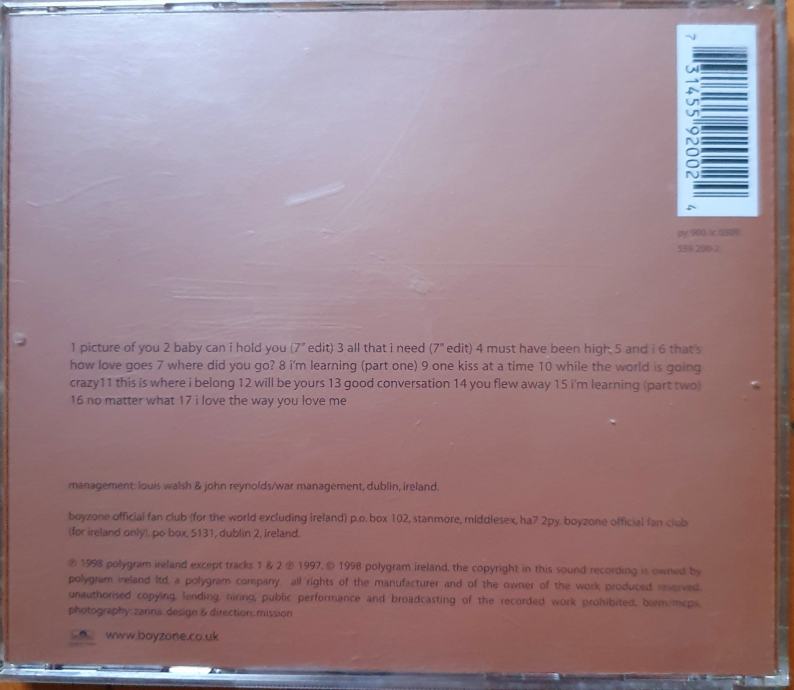 7 31455 92002 4
559 200-2
1 picture of you 2 baby can i hold you (7" edit) 3 all that i need (7" edit) 4 must have been high 5 and i 6 that's
how love goes 7 where did you go? 8 i'm learning (part one) 9 one kiss at a time 10 while the world is going
crazy11 this is where i belong 12 will be yours 13 good conversation 14 you flew away 15 i'm learning (part two)
16 no matter what 17 i love the way you love me
management: louis walsh & john reynolds/war management, dublin, ireland.
boyzone official fan club (for the world excluding ireland) p.o. box 102, stanmore, middlesex, ha7 2py. boyzone official fan club
(for ireland only), po box, 5131, dublin 2, ireland.
℗ 1998 polygram ireland except tracks 1 & 2 ℗ 1997. © 1998 polygram ireland. the copyright in this sound recording is owned by
polygram ireland ltd. a polygram company. all rights of the manufacturer and of the owner of the work produced reserved.
unauthorised copying, lending, hiring, public performance and broadcasting of the recorded work prohibited. biem/mcps.
photography: zanna. design & direction: mission
www.boyzone.co.uk